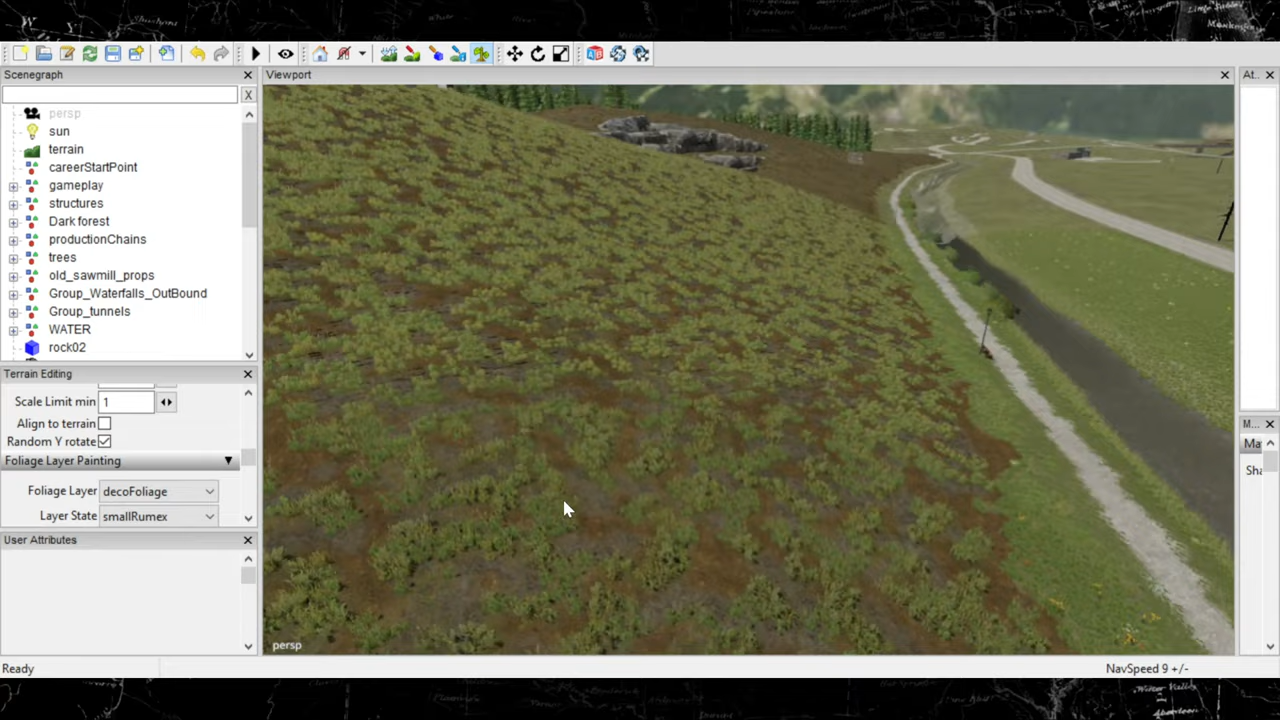 Scenegraph
Viewport
At...
X
persp
sun
terrain
careerStartPoint
gameplay
structures
Dark forest
productionChains
trees
old_sawmill_props
Group_Waterfalls_OutBound
Group_tunnels
WATER
rock02
Terrain Editing
Scale Limit min 1
Align to terrain
Random Y rotate
Foliage Layer Painting
Foliage Layer decoFoliage
Layer State smallRumex
User Attributes
M...
Ma
Sha
persp
Ready
NavSpeed 9 +/-